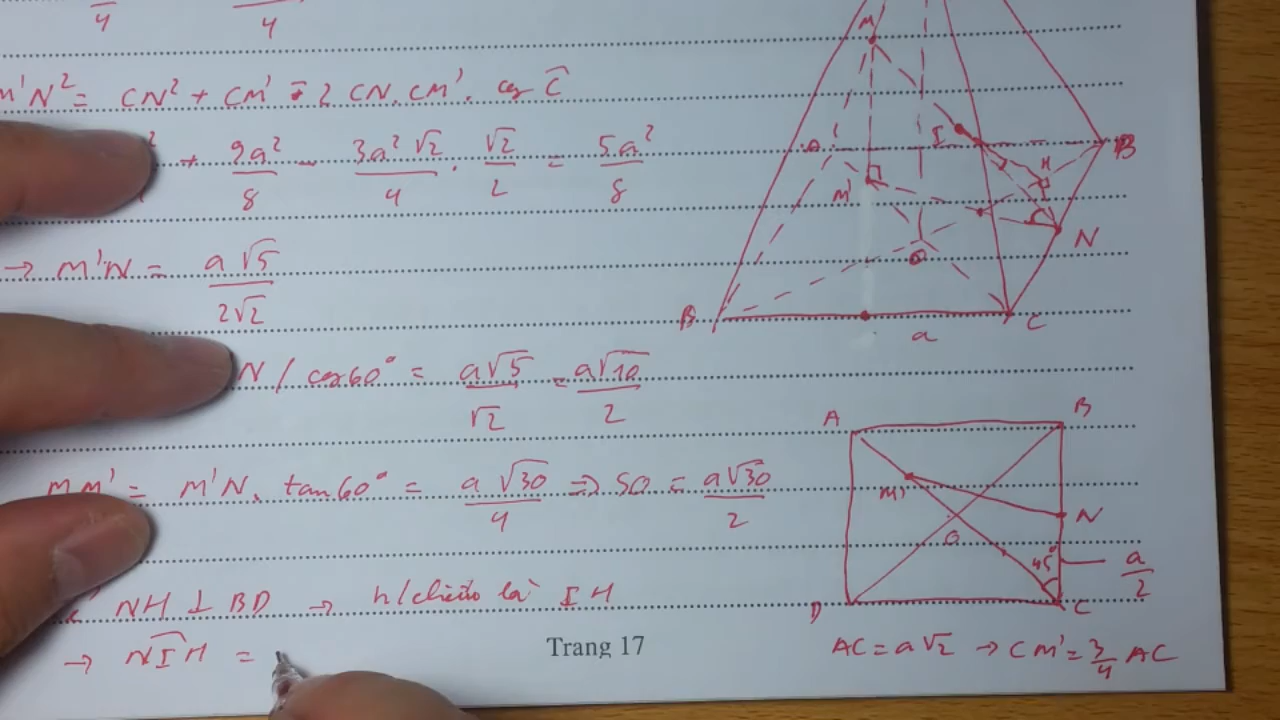 4 4
M'N² = CN² + CM' - 2 CN. CM'. cos Ĉ
² + 9a²/8 - 3a²√2/4 . √2/2 = 5a²/8
→ M'N = a√5/2√2
N / cos60° = a√5/√2 = a√10/2
MM' = M'N. tan60° = a√30/4 ⇒ SO = a√30/2
NH ⊥ BD → h/chiếu là IH
→ NIH =
Trang 17
M
I
B
H
M'
N
O
B
C
a
A
B
M'
N
O
45°
a/2
D
C
AC = a√2 → CM' = 3/4 AC